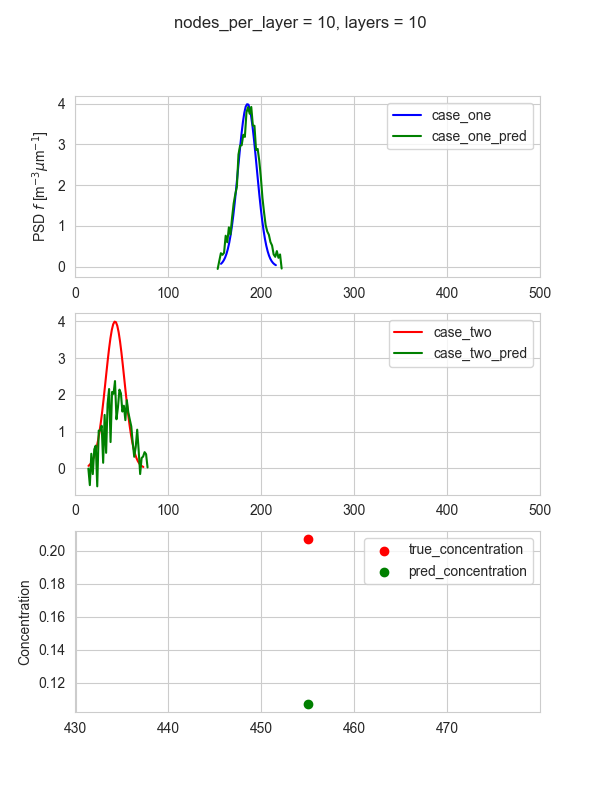 nodes_per_layer = 10, layers = 10
4
3
2
1
0
PSD f [m⁻³μm⁻¹]
case_one
case_one_pred
0 100 200 300 400 500
4
3
2
1
0
case_two
case_two_pred
0 100 200 300 400 500
0.20
0.18
0.16
0.14
0.12
Concentration
true_concentration
pred_concentration
430 440 450 460 470